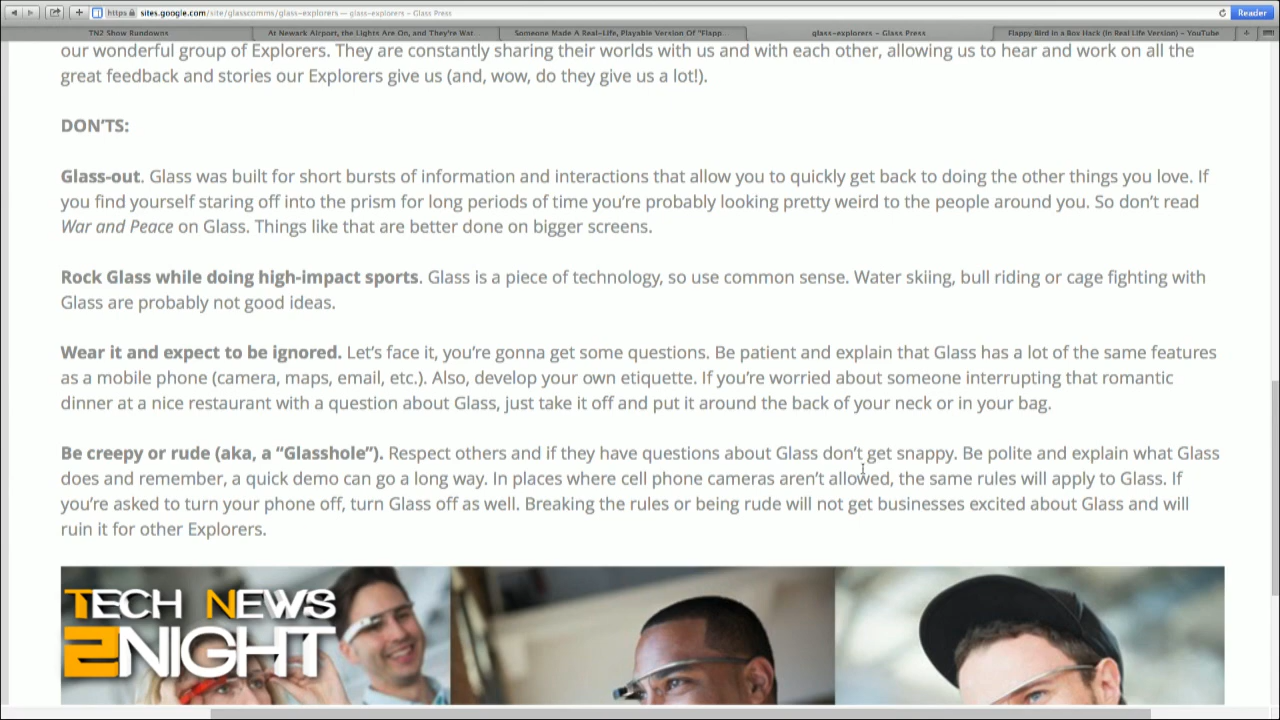 https sites.google.com/site/glasscomms/glass-explorers — glass-explorers – Glass Press
Reader
TN2 Show Rundowns
At Newark Airport, the Lights Are On, and They're Wat...
Someone Made A Real-Life, Playable Version Of "Flapp...
glass-explorers – Glass Press
Flappy Bird in a Box Hack (In Real Life Version) – YouTube
our wonderful group of Explorers. They are constantly sharing their worlds with us and with each other, allowing us to hear and work on all the
great feedback and stories our Explorers give us (and, wow, do they give us a lot!).
DON'TS:
Glass-out. Glass was built for short bursts of information and interactions that allow you to quickly get back to doing the other things you love. If
you find yourself staring off into the prism for long periods of time you're probably looking pretty weird to the people around you. So don't read
War and Peace on Glass. Things like that are better done on bigger screens.
Rock Glass while doing high-impact sports. Glass is a piece of technology, so use common sense. Water skiing, bull riding or cage fighting with
Glass are probably not good ideas.
Wear it and expect to be ignored. Let's face it, you're gonna get some questions. Be patient and explain that Glass has a lot of the same features
as a mobile phone (camera, maps, email, etc.). Also, develop your own etiquette. If you're worried about someone interrupting that romantic
dinner at a nice restaurant with a question about Glass, just take it off and put it around the back of your neck or in your bag.
Be creepy or rude (aka, a “Glasshole”). Respect others and if they have questions about Glass don't get snappy. Be polite and explain what Glass
does and remember, a quick demo can go a long way. In places where cell phone cameras aren't allowed, the same rules will apply to Glass. If
you're asked to turn your phone off, turn Glass off as well. Breaking the rules or being rude will not get businesses excited about Glass and will
ruin it for other Explorers.
TECH NEWS
2NIGHT